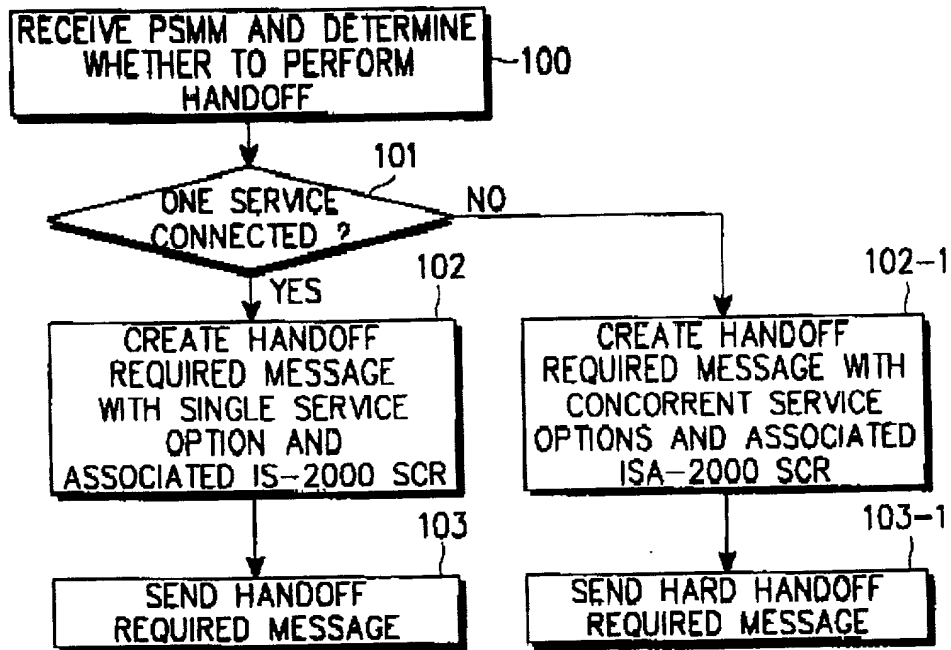 RECEIVE PSMM AND DETERMINE
WHETHER TO PERFORM
HANDOFF
100
101
ONE SERVICE
CONNECTED ?
NO
YES
102
CREATE HANDOFF
REQUIRED MESSAGE
WITH SINGLE SERVICE
OPTION AND
ASSOCIATED IS-2000 SCR
102-1
CREATE HANDOFF
REQUIRED MESSAGE WITH
CONCORRENT SERVICE
OPTIONS AND ASSOCIATED
ISA-2000 SCR
103
SEND HANDOFF
REQUIRED MESSAGE
103-1
SEND HARD HANDOFF
REQUIRED MESSAGE